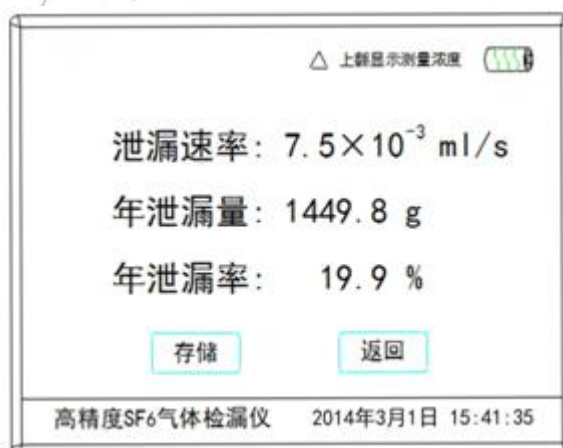 △ 上翻显示测量浓度
泄漏速率: 7.5×10⁻³ ml/s
年泄漏量: 1449.8 g
年泄漏率: 19.9 %
存储 返回
高精度SF6气体检漏仪 2014年3月1日 15:41:35